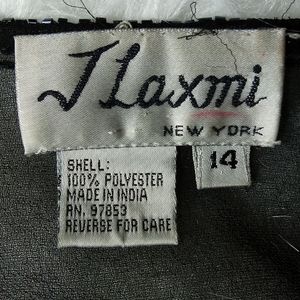 J Laxmi
NEW YORK
14
SHELL:
100% POLYESTER
MADE IN INDIA
RN. 97853
REVERSE FOR CARE